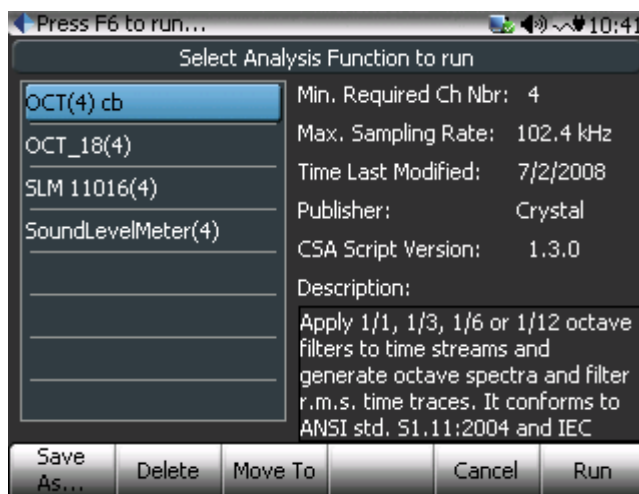 Press F6 to run...
10:41
Select Analysis Function to run
OCT(4) cb
OCT_18(4)
SLM 11016(4)
SoundLevelMeter(4)
Min. Required Ch Nbr: 4
Max. Sampling Rate: 102.4 kHz
Time Last Modified: 7/2/2008
Publisher: Crystal
CSA Script Version: 1.3.0
Description:
Apply 1/1, 1/3, 1/6 or 1/12 octave
filters to time streams and
generate octave spectra and filter
r.m.s. time traces. It conforms to
ANSI std. S1.11:2004 and IEC
Save As...
Delete
Move To
Cancel
Run